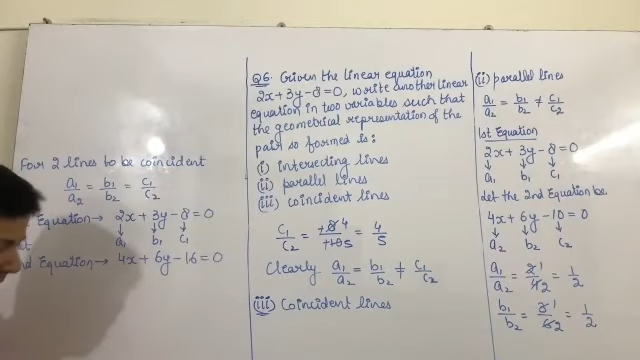 For 2 lines to be coincident
a₁/a₂ = b₁/b₂ = c₁/c₂
Equation → 2x + 3y - 8 = 0
a₁ b₁ c₁
Equation → 4x + 6y - 16 = 0
Q6. Given the linear equation
2x + 3y - 8 = 0, write another linear
equation in two variables such that
the geometrical representation of the
pair so formed is:
(i) intersecting lines
(ii) parallel lines
(iii) coincident lines
c₁/c₂ = -8 4/-10 5 = 4/5
Clearly a₁/a₂ = b₁/b₂ ≠ c₁/c₂
(iii) Coincident lines
(ii) parallel lines
a₁/a₂ = b₁/b₂ ≠ c₁/c₂
1st Equation
2x + 3y - 8 = 0
↓ ↓ ↓
a₁ b₁ c₁
Let the 2nd Equation be
4x + 6y - 10 = 0
↓ ↓ ↓
a₂ b₂ c₂
a₁/a₂ = 2 1/4 2 = 1/2
b₁/b₂ = 3 1/6 2 = 1/2